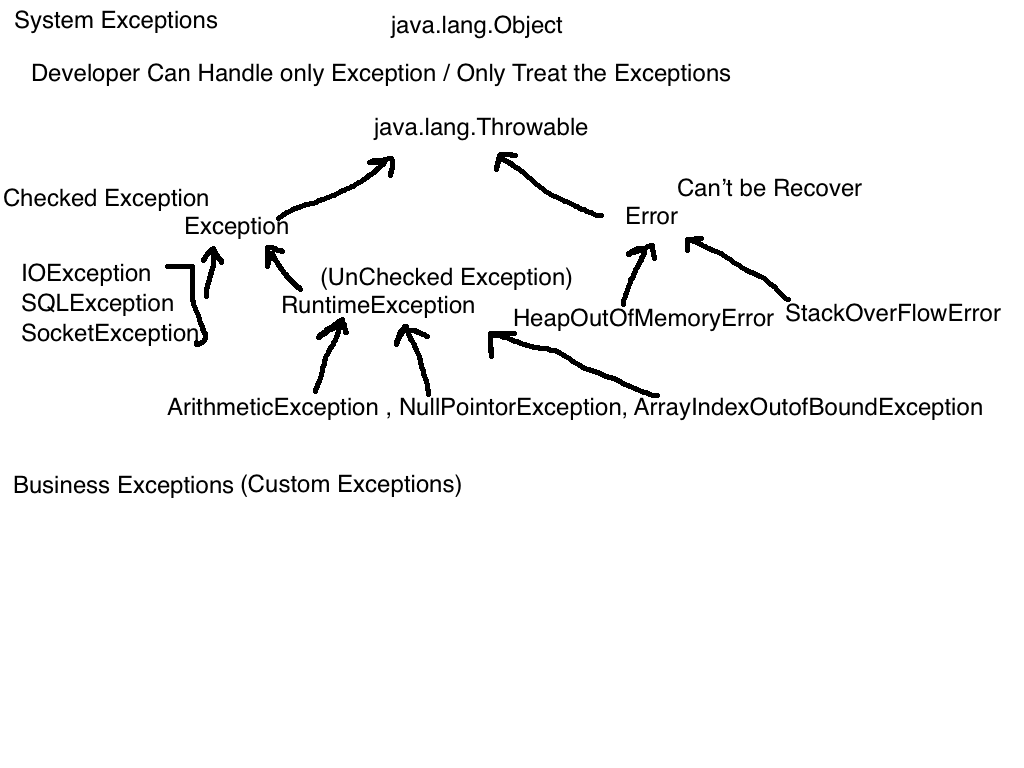 System Exceptions
java.lang.Object
Developer Can Handle only Exception / Only Treat the Exceptions
java.lang.Throwable
Checked Exception
Can't be Recover
Exception
Error
IOException
(UnChecked Exception)
SQLException
RuntimeException
SocketException
HeapOutOfMemoryError
StackOverFlowError
ArithmeticException , NullPointorException, ArrayIndexOutofBoundException
Business Exceptions (Custom Exceptions)